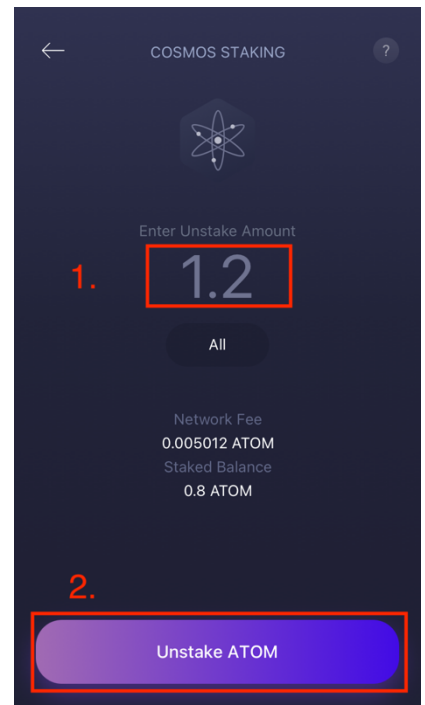 COSMOS STAKING
?
Enter Unstake Amount
1.
1.2
All
Network Fee
0.005012 ATOM
Staked Balance
0.8 ATOM
2.
Unstake ATOM